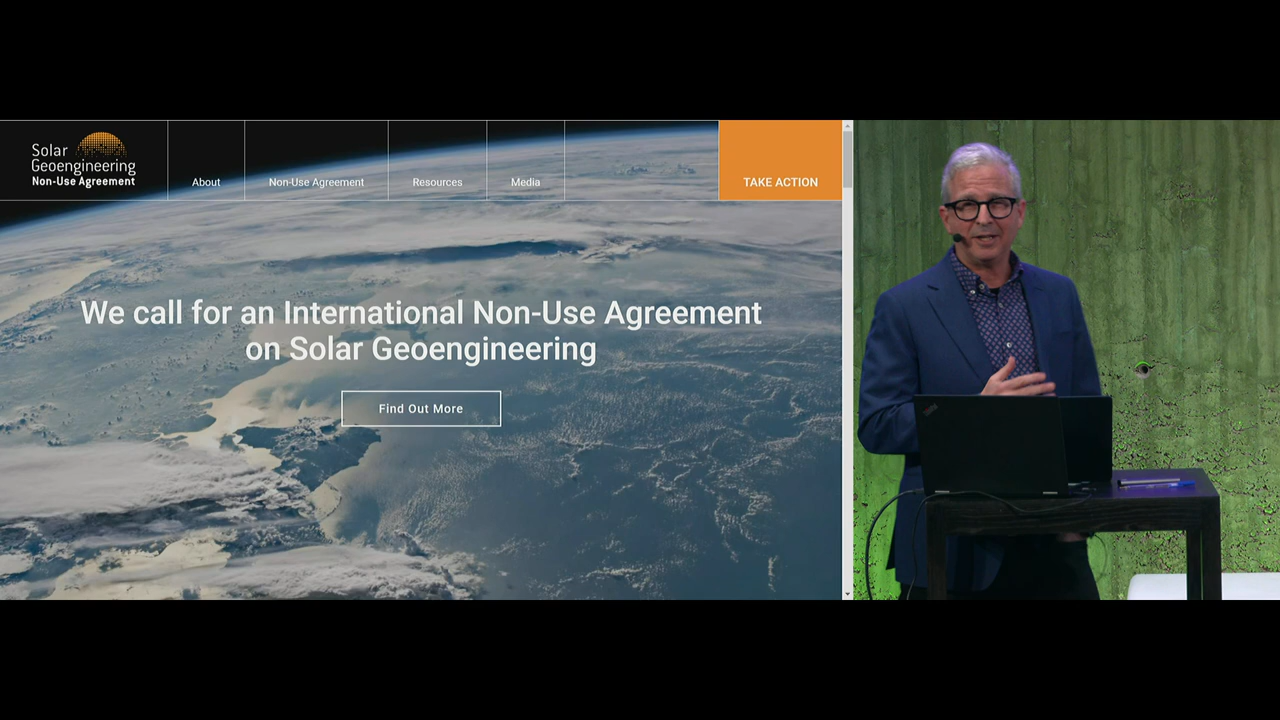 Solar
Geoengineering
Non-Use Agreement
About
Non-Use Agreement
Resources
Media
TAKE ACTION
We call for an International Non-Use Agreement
on Solar Geoengineering
Find Out More